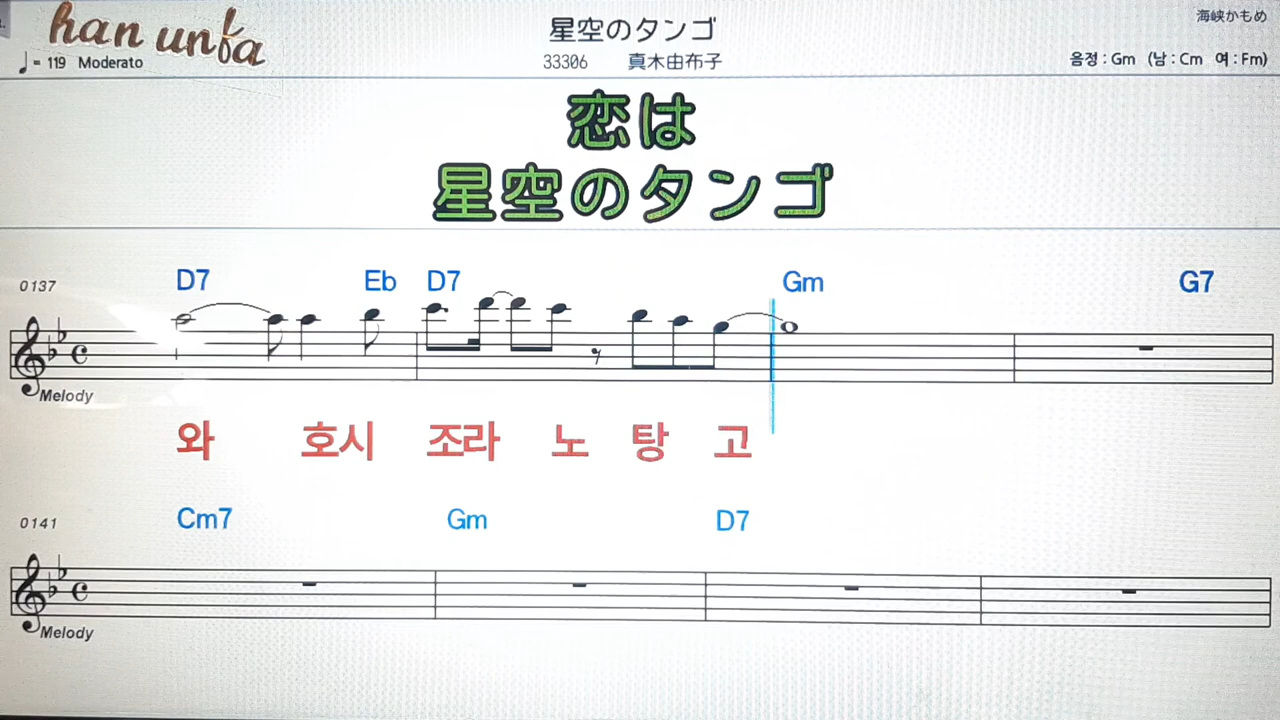 han unfa
星空のタンゴ
海峡かもめ
♩= 119 Moderato
33306 真木由布子
음정 : Gm (남 : Cm 여 : Fm)
恋は
星空のタンゴ
D7 Eb D7 Gm G7
0137
Melody
와 호시 조라 노 탕 고
Cm7 Gm D7
0141
Melody